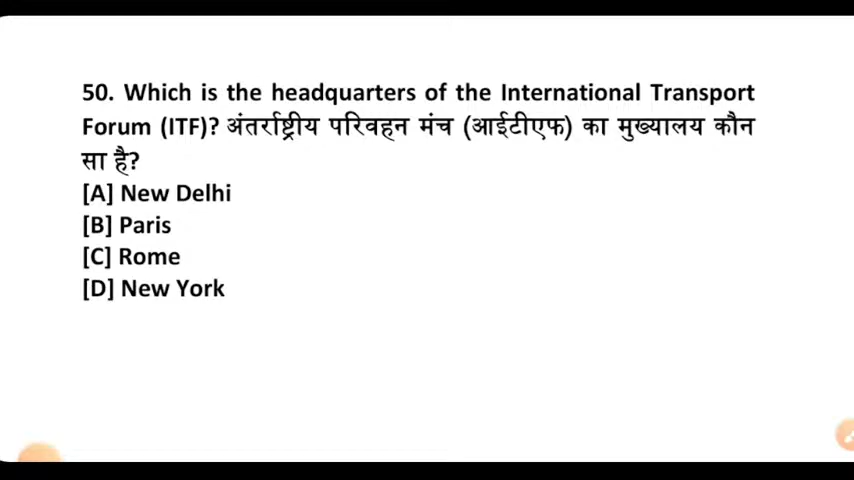 50. Which is the headquarters of the International Transport
Forum (ITF)? अंतर्राष्ट्रीय परिवहन मंच (आईटीएफ) का मुख्यालय कौन
सा है?
[A] New Delhi
[B] Paris
[C] Rome
[D] New York